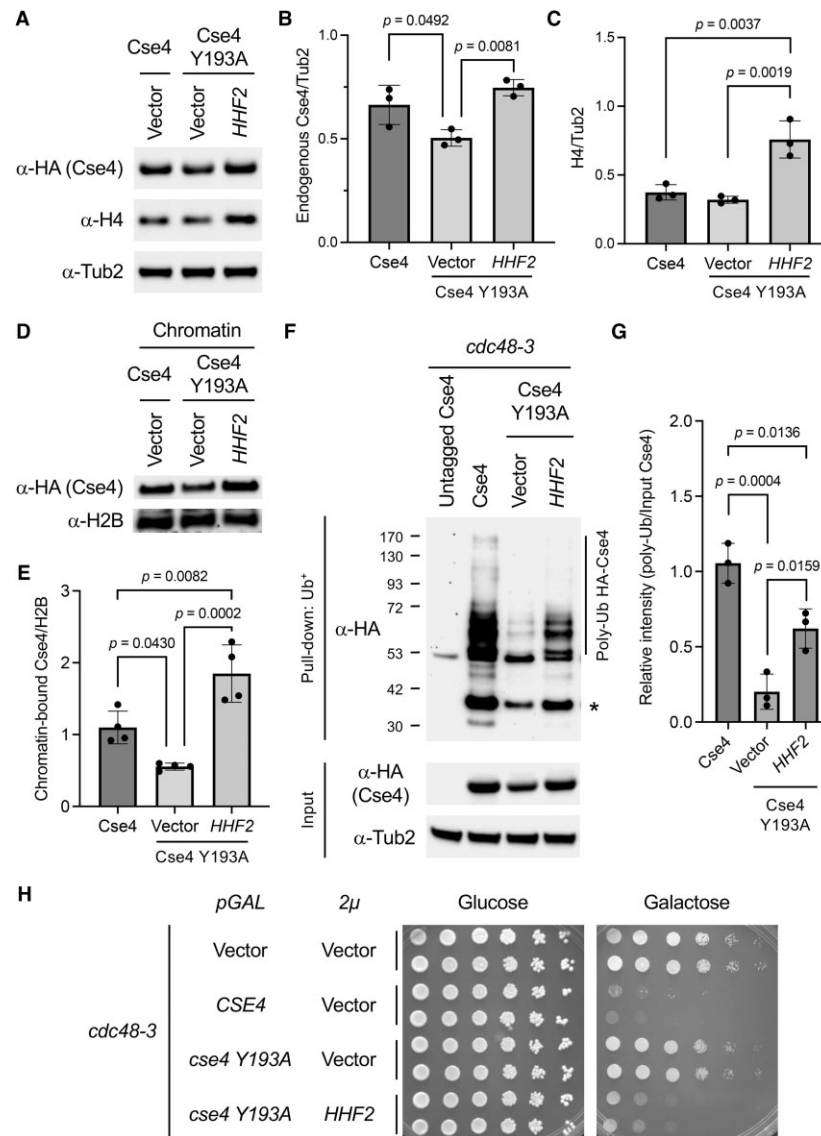 A
Cse4
Cse4
Y193A
Vector
Vector
HHF2
α-HA (Cse4)
α-H4
α-Tub2
B
p = 0.0492
p = 0.0081
Endogenous Cse4/Tub2
1.0
0.5
0.0
Cse4
Vector
HHF2
Cse4 Y193A
C
p = 0.0037
p = 0.0019
H4/Tub2
1.5
1.0
0.5
0.0
Cse4
Vector
HHF2
Cse4 Y193A
D
Chromatin
Cse4
Cse4
Y193A
Vector
Vector
HHF2
α-HA (Cse4)
α-H2B
E
p = 0.0082
p = 0.0430
p = 0.0002
Chromatin-bound Cse4/H2B
3
2
1
0
Cse4
Vector
HHF2
Cse4 Y193A
F
cdc48-3
Untagged Cse4
Cse4
Cse4
Y193A
Vector
HHF2
Pull-down: Ub+
α-HA
170
130
93
72
53
42
30
Poly-Ub HA-Cse4
*
Input
α-HA
(Cse4)
α-Tub2
G
p = 0.0136
p = 0.0004
p = 0.0159
Relative intensity (poly-Ub/Input Cse4)
2.0
1.5
1.0
0.5
0.0
Cse4
Vector
HHF2
Cse4
Y193A
H
pGAL 2µ Glucose Galactose
cdc48-3
Vector Vector
CSE4 Vector
cse4 Y193A Vector
cse4 Y193A HHF2